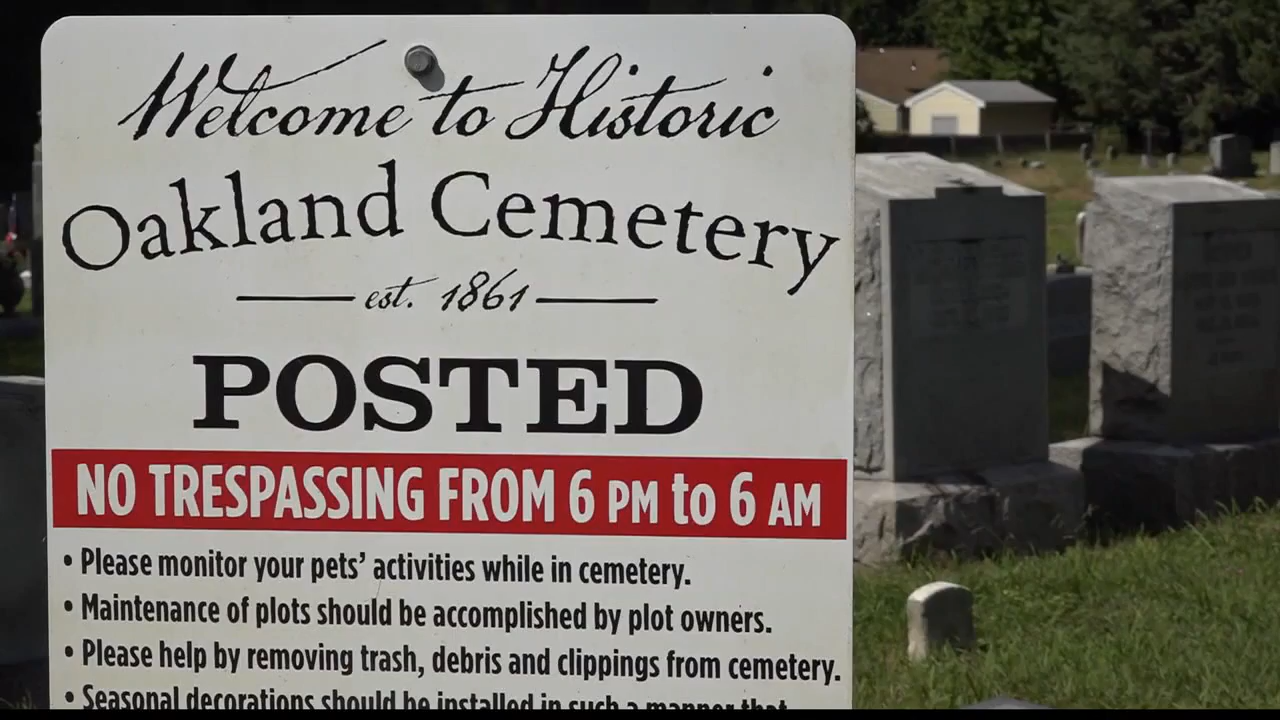 Welcome to Historic
Oakland Cemetery
est. 1861
POSTED
NO TRESPASSING FROM 6 PM to 6 AM
• Please monitor your pets’ activities while in cemetery.
• Maintenance of plots should be accomplished by plot owners.
• Please help by removing trash, debris and clippings from cemetery.
• Seasonal decorations should be installed in such a manner that